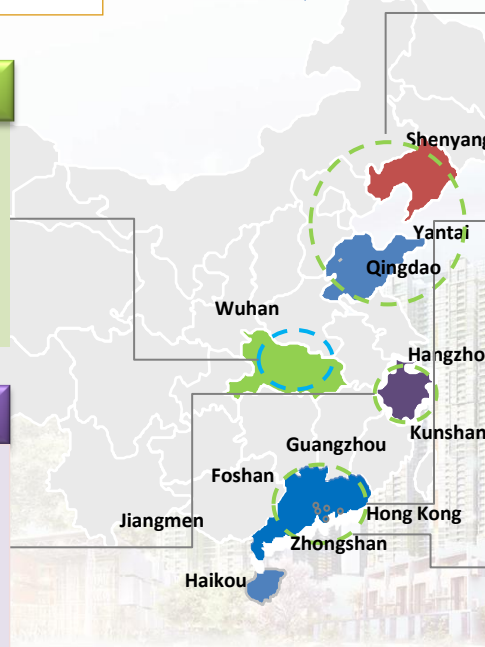 Shenyang
Yantai
Qingdao
Wuhan
Hangzho
Kunshan
Guangzhou
Foshan
Hong Kong
Jiangmen
Zhongshan
Haikou